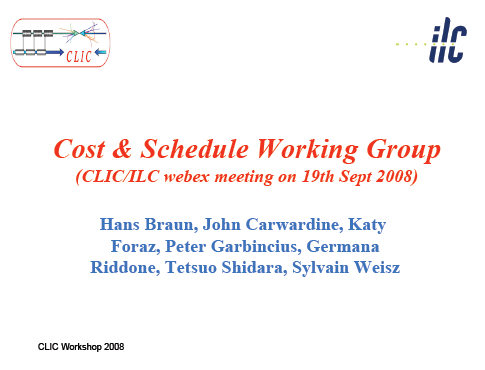 CLIC
ilc
Cost & Schedule Working Group
(CLIC/ILC webex meeting on 19th Sept 2008)
Hans Braun, John Carwardine, Katy
Foraz, Peter Garbincius, Germana
Riddone, Tetsuo Shidara, Sylvain Weisz
CLIC Workshop 2008